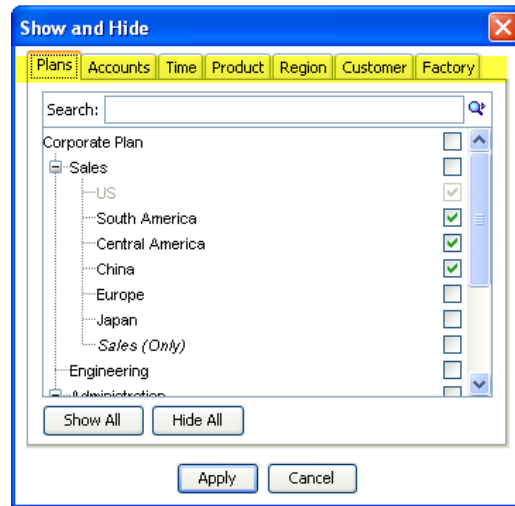 Show and Hide
Plans Accounts Time Product Region Customer Factory
Search:
Corporate Plan
Sales
US
South America
Central America
China
Europe
Japan
Sales (Only)
Engineering
Administration
Show All Hide All
Apply Cancel